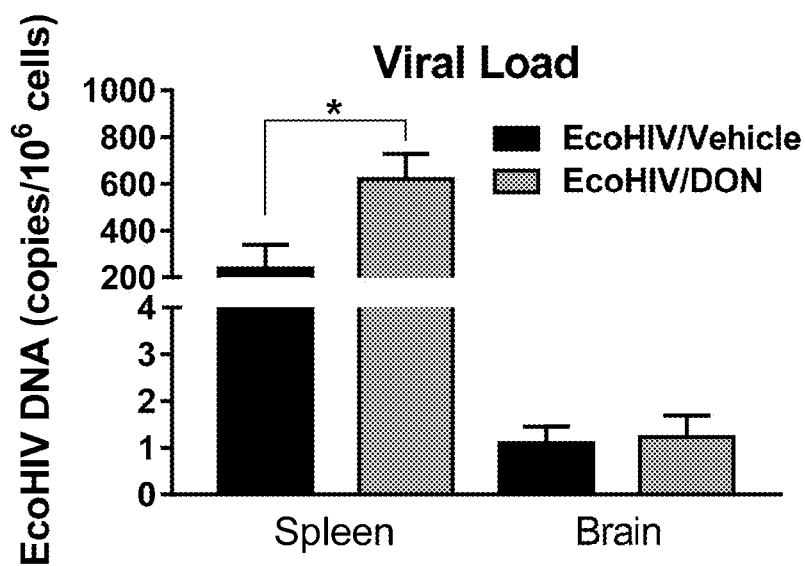 Viral Load
EcoHIV DNA (copies/10⁶ cells)
1000
800
600
400
200
4
3
2
1
0
*
EcoHIV/Vehicle
EcoHIV/DON
Spleen
Brain